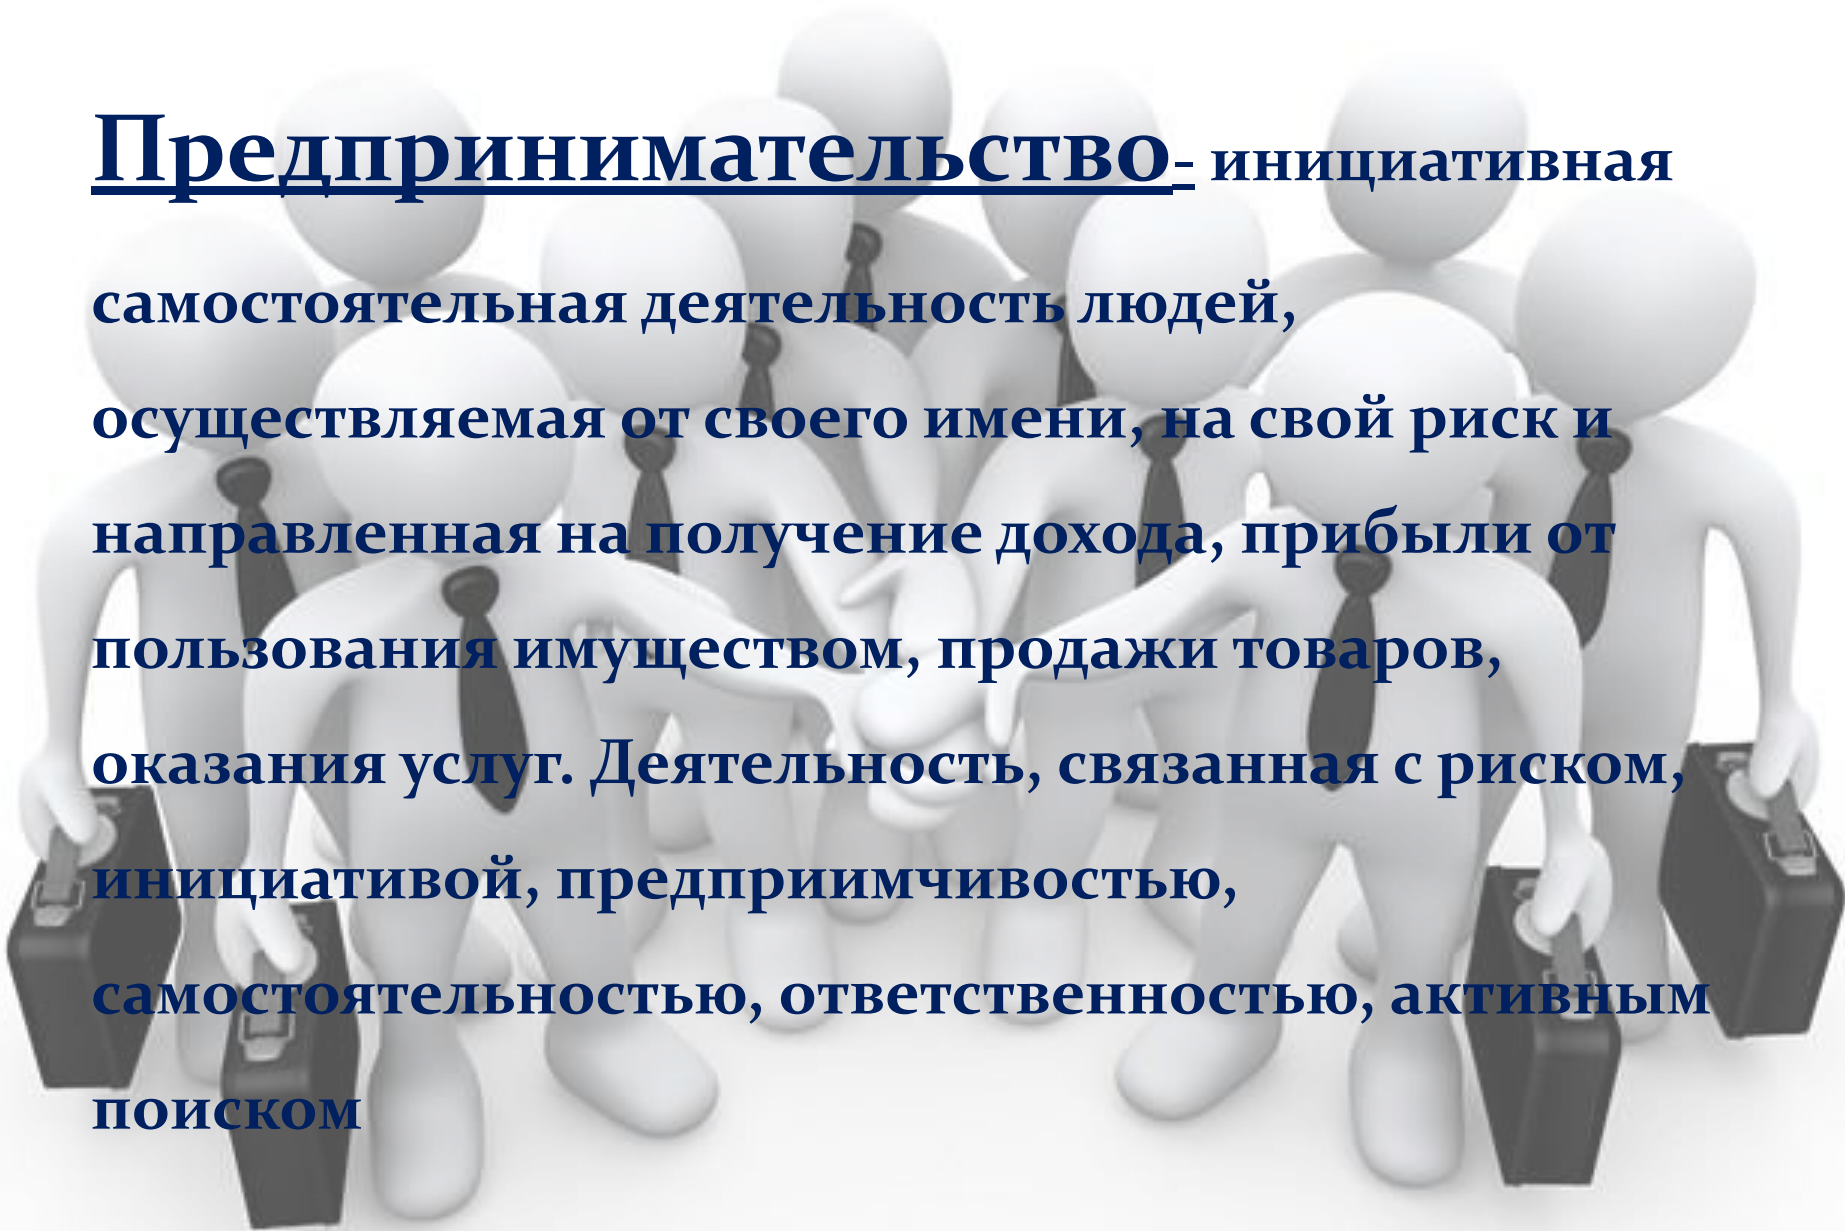 Предпринимательство- инициативная
самостоятельная деятельность людей,
осуществляемая от своего имени, на свой риск и
направленная на получение дохода, прибыли от
пользования имуществом, продажи товаров,
оказания услуг. Деятельность, связанная с риском,
инициативой, предприимчивостью,
самостоятельностью, ответственностью, активным
поиском